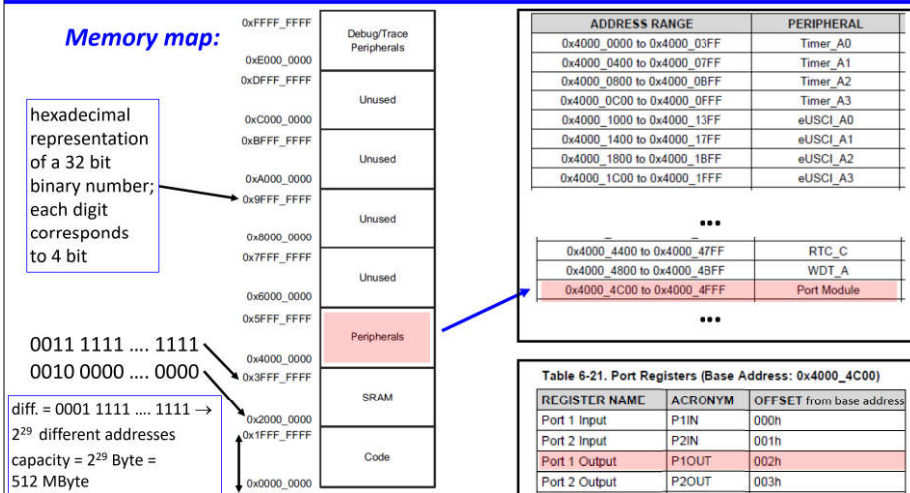 Memory map:
hexadecimal
representation
of a 32 bit
binary number;
each digit
corresponds
to 4 bit
0011 1111 .... 1111
0010 0000 .... 0000
diff. = 0001 1111 .... 1111 →
2²⁹ different addresses
capacity = 2²⁹ Byte =
512 MByte
0xFFFF_FFFF
Debug/Trace
Peripherals
0xE000_0000
0xDFFF_FFFF
Unused
0xC000_0000
0xBFFF_FFFF
Unused
0xA000_0000
0x9FFF_FFFF
Unused
0x8000_0000
0x7FFF_FFFF
Unused
0x6000_0000
0x5FFF_FFFF
Peripherals
0x4000_0000
0x3FFF_FFFF
SRAM
0x2000_0000
0x1FFF_FFFF
Code
0x0000_0000
ADDRESS RANGE PERIPHERAL
0x4000_0000 to 0x4000_03FF Timer_A0
0x4000_0400 to 0x4000_07FF Timer_A1
0x4000_0800 to 0x4000_0BFF Timer_A2
0x4000_0C00 to 0x4000_0FFF Timer_A3
0x4000_1000 to 0x4000_13FF eUSCI_A0
0x4000_1400 to 0x4000_17FF eUSCI_A1
0x4000_1800 to 0x4000_1BFF eUSCI_A2
0x4000_1C00 to 0x4000_1FFF eUSCI_A3
...
0x4000_4400 to 0x4000_47FF RTC_C
0x4000_4800 to 0x4000_4BFF WDT_A
0x4000_4C00 to 0x4000_4FFF Port Module
...
Table 6-21. Port Registers (Base Address: 0x4000_4C00)
REGISTER NAME ACRONYM OFFSET from base address
Port 1 Input P1IN 000h
Port 2 Input P2IN 001h
Port 1 Output P1OUT 002h
Port 2 Output P2OUT 003h